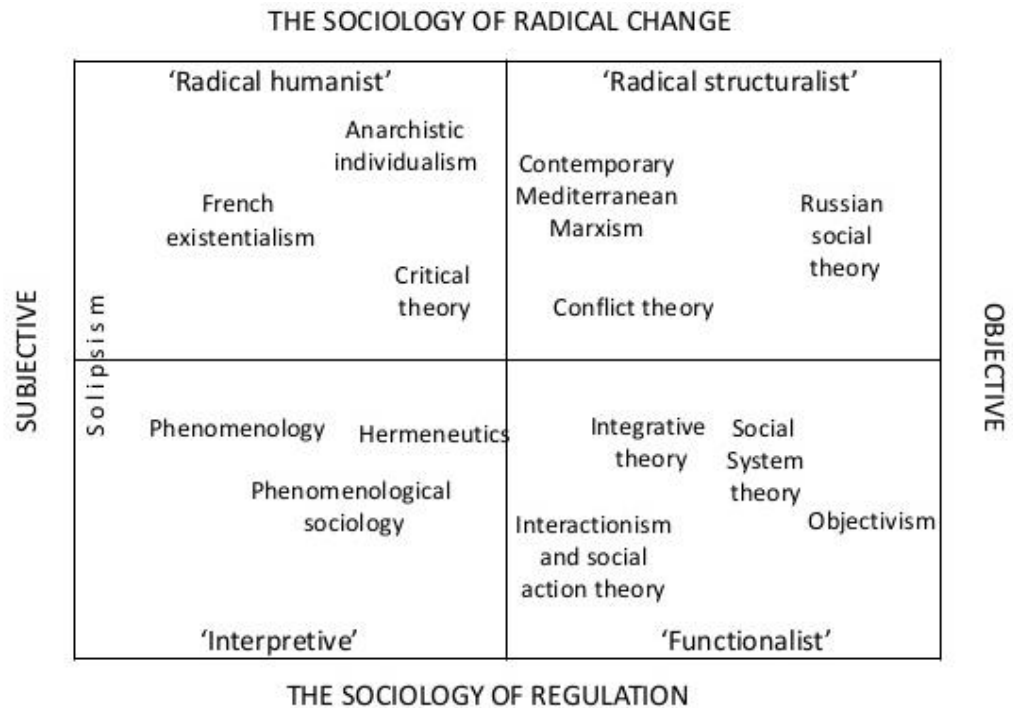 THE SOCIOLOGY OF RADICAL CHANGE
‘Radical humanist’
Anarchistic
individualism
French
existentialism
Critical
theory
‘Radical structuralist’
Contemporary
Mediterranean
Marxism
Russian
social
theory
Conflict theory
SUBJECTIVE
Solipsism
OBJECTIVE
Phenomenology
Hermeneutics
Phenomenological
sociology
‘Interpretive’
Integrative
theory
Social
System
theory
Objectivism
Interactionism
and social
action theory
‘Functionalist’
THE SOCIOLOGY OF REGULATION